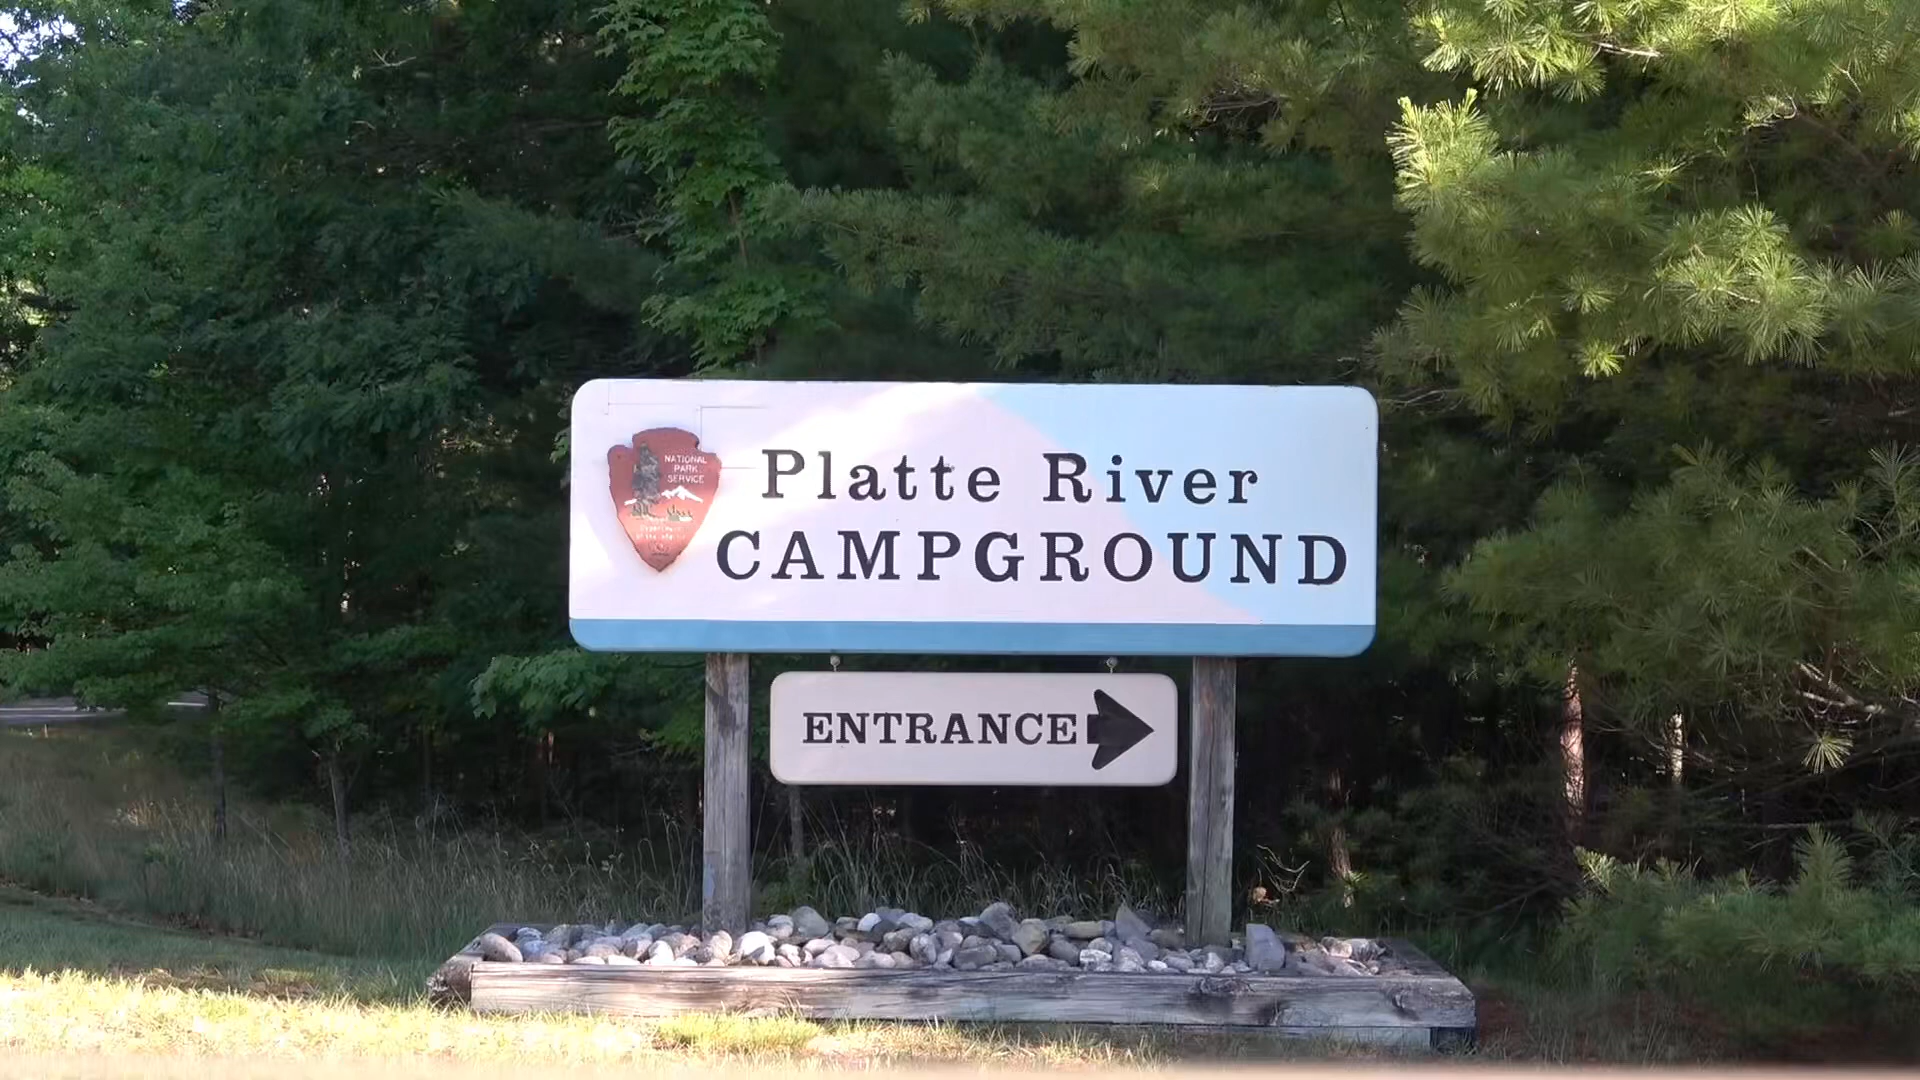 NATIONAL
PARK
SERVICE
Platte River
CAMPGROUND
ENTRANCE